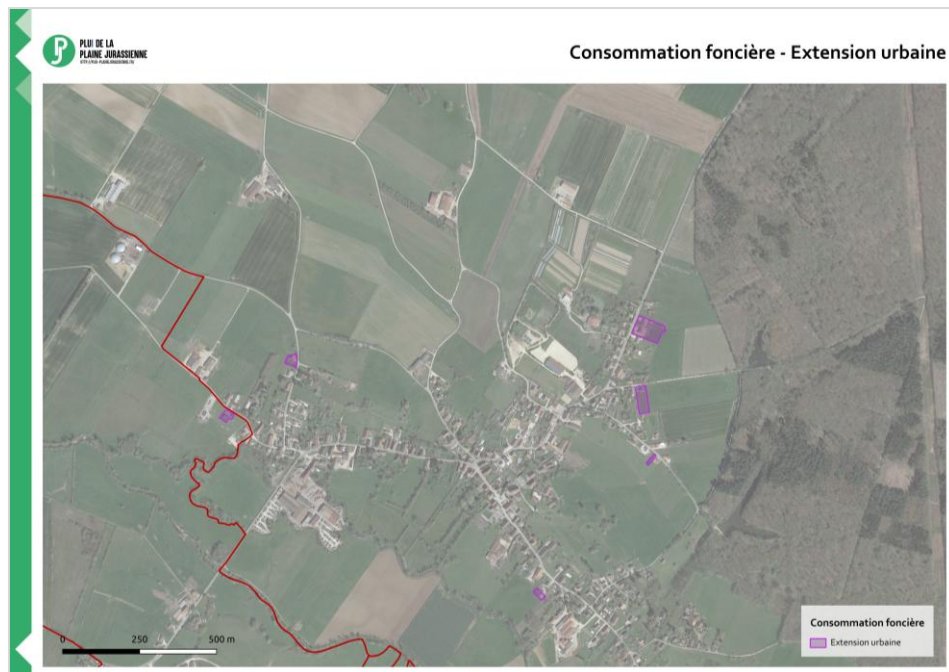 PLUI DE LA
PLAINE JURASSIENNE
Consommation foncière - Extension urbaine
0 250 500 m
Consommation foncière
Extension urbaine